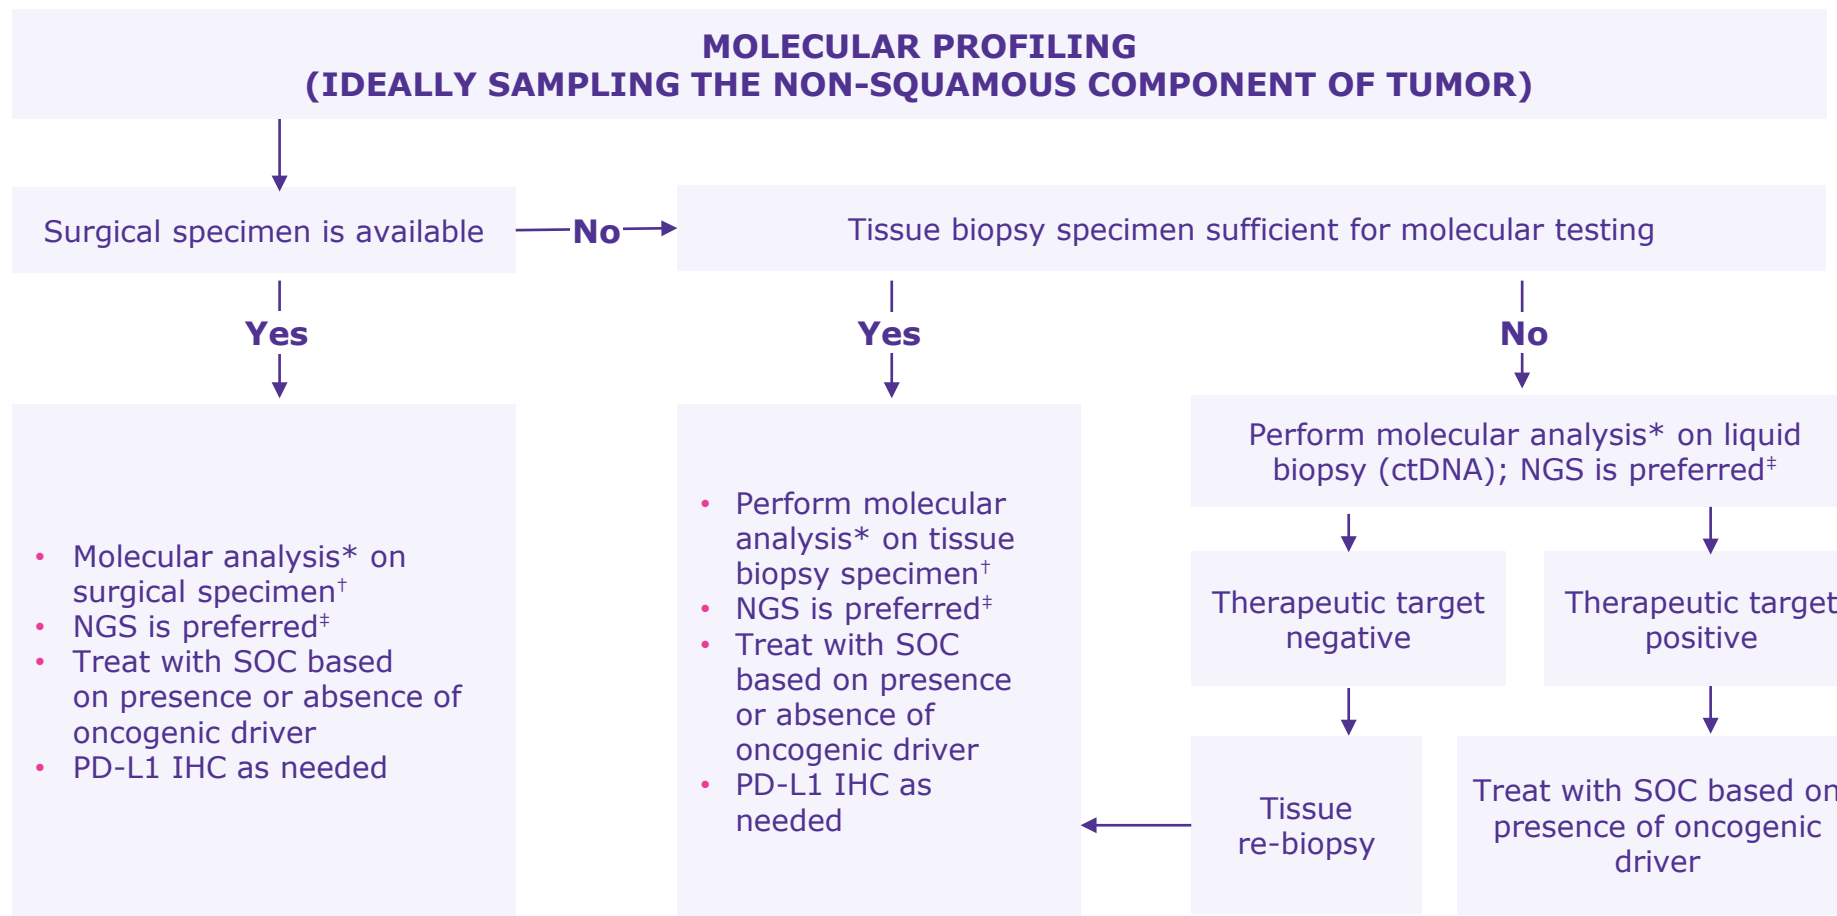 MOLECULAR PROFILING
(IDEALLY SAMPLING THE NON-SQUAMOUS COMPONENT OF TUMOR)
Surgical specimen is available
No
Tissue biopsy specimen sufficient for molecular testing
Yes
Yes
No
• Molecular analysis* on
surgical specimen†
• NGS is preferred‡
• Treat with SOC based
on presence or absence of
oncogenic driver
• PD-L1 IHC as needed
• Perform molecular
analysis* on tissue
biopsy specimen†
• NGS is preferred‡
• Treat with SOC
based on presence
or absence of
oncogenic driver
• PD-L1 IHC as
needed
Perform molecular analysis* on liquid
biopsy (ctDNA); NGS is preferred‡
Therapeutic target
negative
Therapeutic target
positive
Tissue
re-biopsy
Treat with SOC based on
presence of oncogenic
driver